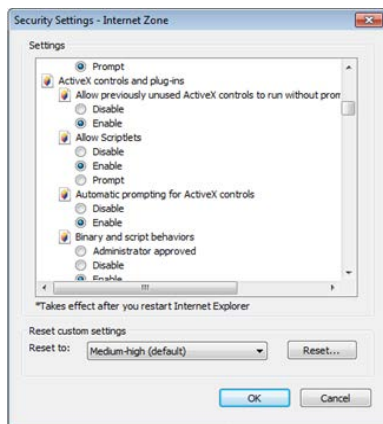 Security Settings - Internet Zone
Settings
Prompt
ActiveX controls and plug-ins
Allow previously unused ActiveX controls to run without prom
Disable
Enable
Allow Scriptlets
Disable
Enable
Prompt
Automatic prompting for ActiveX controls
Disable
Enable
Binary and script behaviors
Administrator approved
Disable
Enable
*Takes effect after you restart Internet Explorer
Reset custom settings
Reset to: Medium-high (default) Reset...
OK Cancel